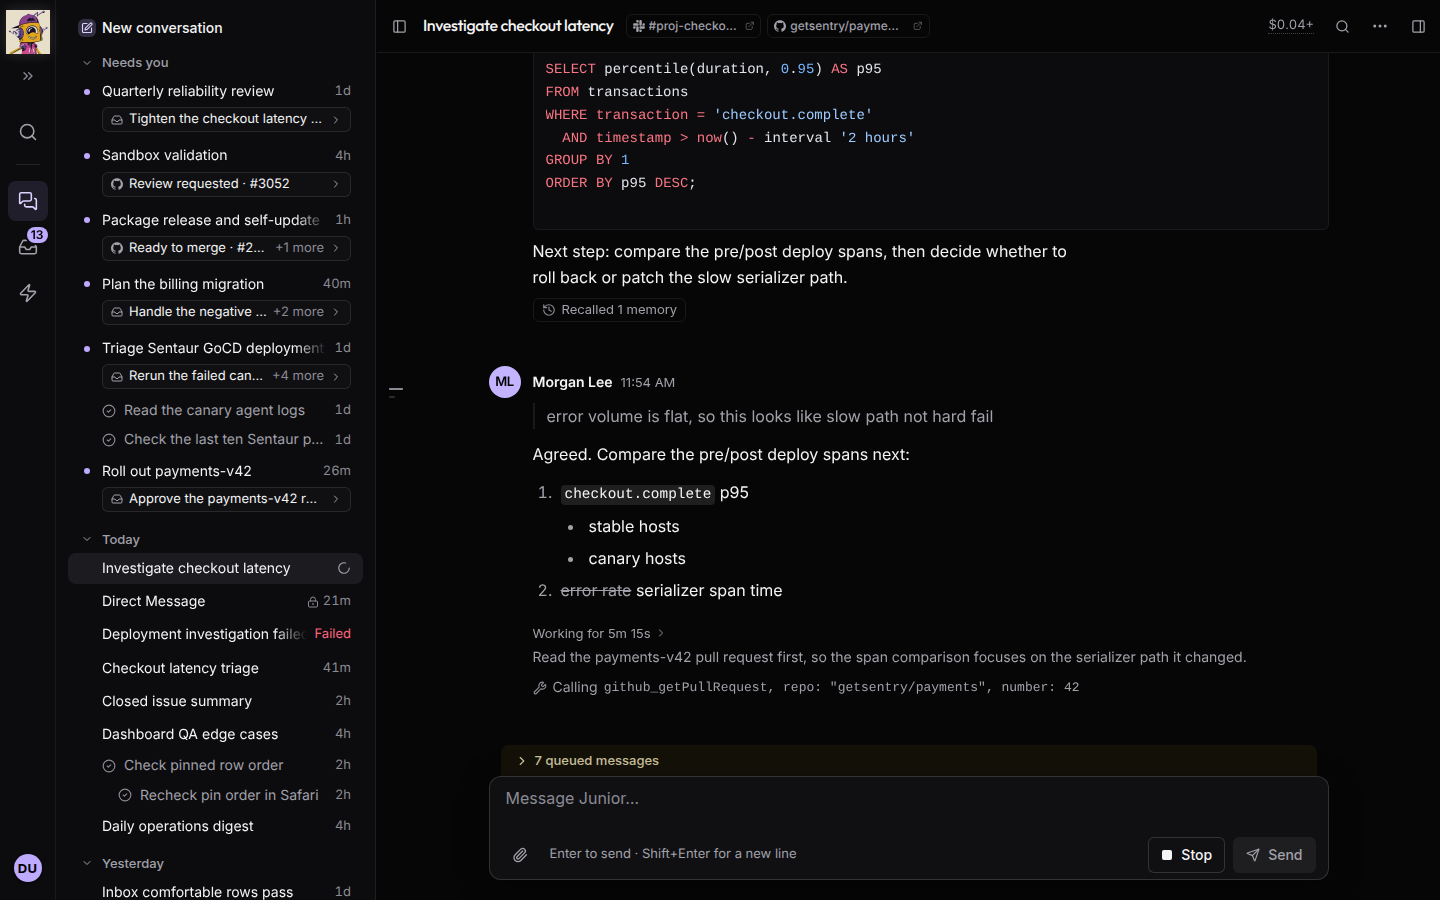 New conversation
Needs you
Quarterly reliability review 1d
Tighten the checkout latency ...
Sandbox validation 4h
Review requested · #3052
Package release and self-update 1h
Ready to merge · #2... +1 more
Plan the billing migration 40m
Handle the negative ... +2 more
Triage Sentaur GoCD deployment 1d
Rerun the failed can... +4 more
Read the canary agent logs 1d
Check the last ten Sentaur p... 1d
Roll out payments-v42 26m
Approve the payments-v42 r...
Today
Investigate checkout latency
Direct Message 21m
Deployment investigation failed Failed
Checkout latency triage 41m
Closed issue summary 2h
Dashboard QA edge cases 4h
Check pinned row order 2h
Recheck pin order in Safari 2h
Daily operations digest 4h
Yesterday
Inbox comfortable rows pass 1d
13
DU
Investigate checkout latency #proj-checko... getsentry/payme... $0.04+
SELECT percentile(duration, 0.95) AS p95
FROM transactions
WHERE transaction = 'checkout.complete'
AND timestamp > now() - interval '2 hours'
GROUP BY 1
ORDER BY p95 DESC;
Next step: compare the pre/post deploy spans, then decide whether to
roll back or patch the slow serializer path.
Recalled 1 memory
ML Morgan Lee 11:54 AM
error volume is flat, so this looks like slow path not hard fail
Agreed. Compare the pre/post deploy spans next:
1. checkout.complete p95
• stable hosts
• canary hosts
2. error rate serializer span time
Working for 5m 15s
Read the payments-v42 pull request first, so the span comparison focuses on the serializer path it changed.
Calling github_getPullRequest, repo: "getsentry/payments", number: 42
7 queued messages
Message Junior...
Enter to send · Shift+Enter for a new line
Stop
Send